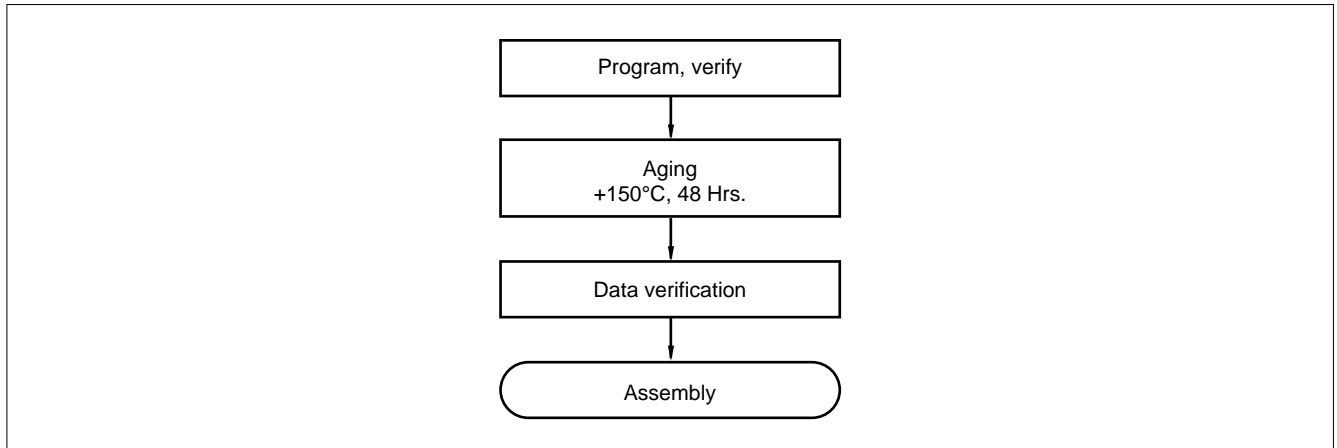 Program, verify
Aging
+150°C, 48 Hrs.
Data verification
Assembly